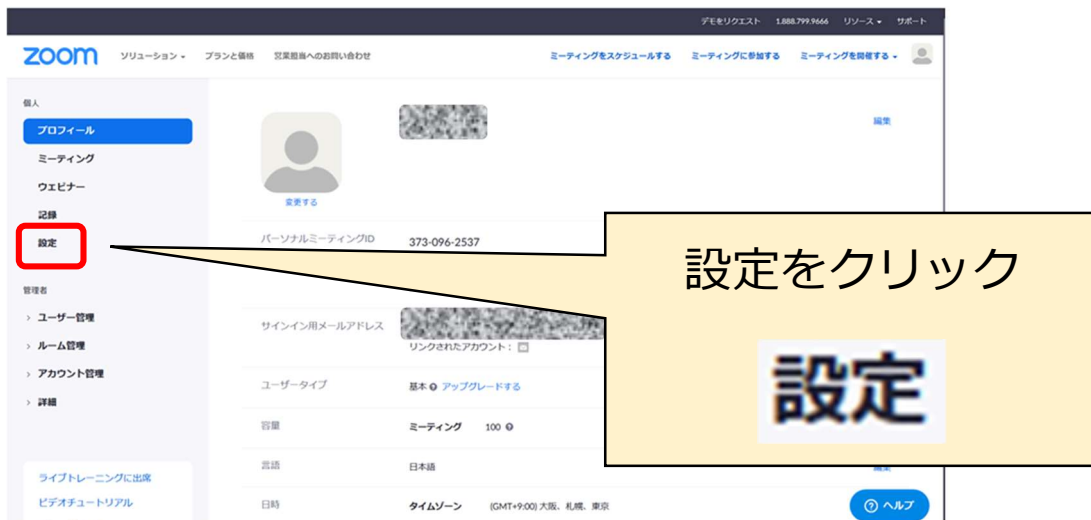 デモをリクエスト 1.888.799.9666 リソース サポート
zoom ソリューション プランと価格 営業担当へのお問い合わせ ミーティングをスケジュールする ミーティングに参加する ミーティングを開催する
個人
プロフィール
編集
ミーティング
ウェビナー
変更する
記録
設定
パーソナルミーティングID 373-096-2537
設定をクリック
設定
管理者
ユーザー管理
ルーム管理
アカウント管理
詳細
サインイン用メールアドレス
リンクされたアカウント：
ユーザータイプ 基本 アップグレードする
容量 ミーティング 100
言語 日本語
日時 タイムゾーン (GMT+9:00) 大阪、札幌、東京
ライブトレーニングに出席
ビデオチュートリアル
ヘルプ